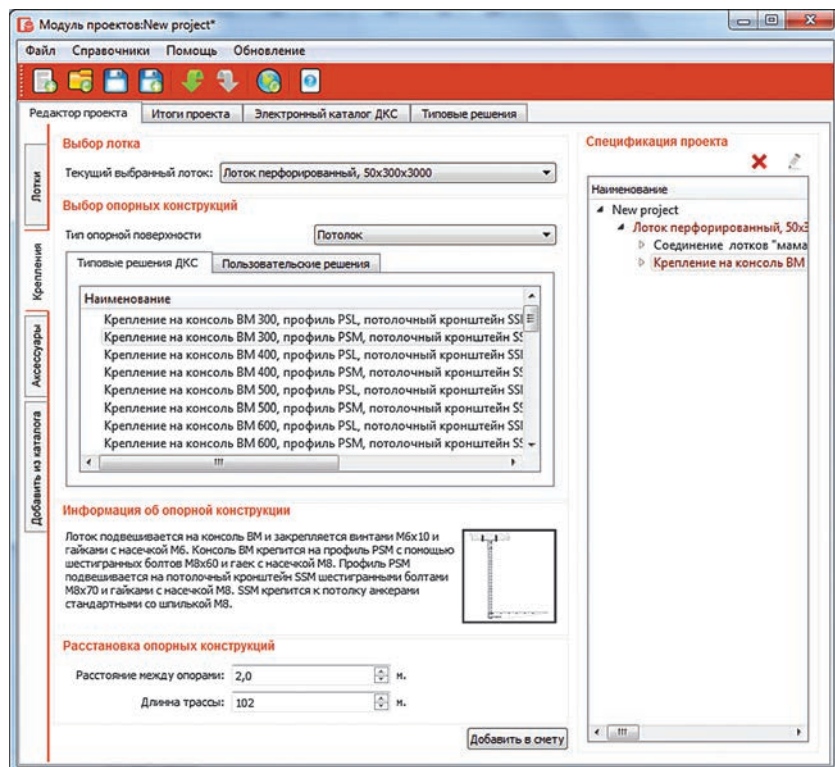 Модуль проектов:New project*
Файл Справочники Помощь Обновление
Редактор проекта Итоги проекта Электронный каталог ДКС Типовые решения
Лотки
Крепления
Аксессуары
Добавить из каталога
Выбор лотка
Текущий выбранный лоток: Лоток перфорированный, 50x300x3000
Выбор опорных конструкций
Тип опорной поверхности Потолок
Типовые решения ДКС Пользовательские решения
Наименование
Крепление на консоль BM 300, профиль PSL, потолочный кронштейн SSI
Крепление на консоль BM 300, профиль PSM, потолочный кронштейн SS
Крепление на консоль BM 400, профиль PSL, потолочный кронштейн SSI
Крепление на консоль BM 400, профиль PSM, потолочный кронштейн SS
Крепление на консоль BM 500, профиль PSL, потолочный кронштейн SSI
Крепление на консоль BM 500, профиль PSM, потолочный кронштейн SS
Крепление на консоль BM 600, профиль PSL, потолочный кронштейн SSI
Крепление на консоль BM 600, профиль PSM, потолочный кронштейн SS
Информация об опорной конструкции
Лоток подвешивается на консоль BM и закрепляется винтами M6x10 и
гайками с насечкой M6. Консоль BM крепится на профиль PSM с помощью
шестигранных болтов M8x60 и гаек с насечкой M8. Профиль PSM
подвешивается на потолочный кронштейн SSM шестигранными болтами
M8x70 и гайками с насечкой M8. SSM крепится к потолку анкерами
стандартными со шпилькой M8.
Расстановка опорных конструкций
Расстояние между опорами: 2,0 м.
Длинна трассы: 102 м.
Добавить в смету
Спецификация проекта
Наименование
New project
Лоток перфорированный, 50x3
Соединение лотков "мама
Крепление на консоль BM